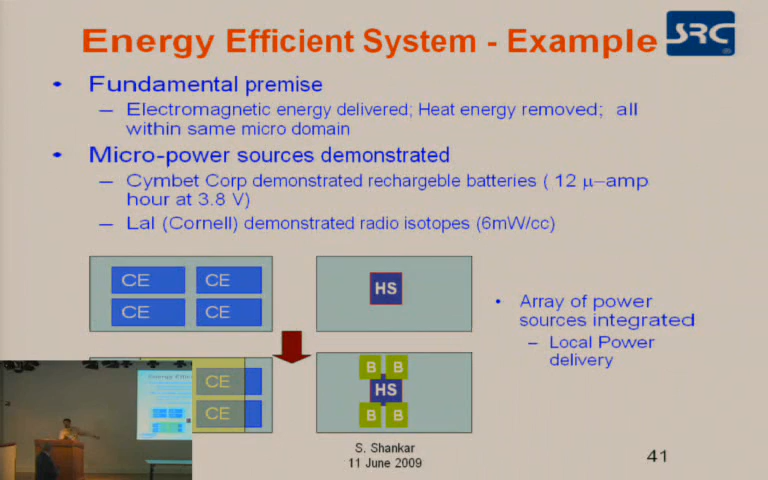 Energy Efficient System - Example
SRC
• Fundamental premise
– Electromagnetic energy delivered; Heat energy removed; all
within same micro domain
• Micro-power sources demonstrated
– Cymbet Corp demonstrated rechargeble batteries ( 12 μ–amp
hour at 3.8 V)
– Lal (Cornell) demonstrated radio isotopes (6mW/cc)
CE CE
CE CE
HS
• Array of power
sources integrated
– Local Power
delivery
CE
CE
B B
HS
B B
S. Shankar
11 June 2009
41